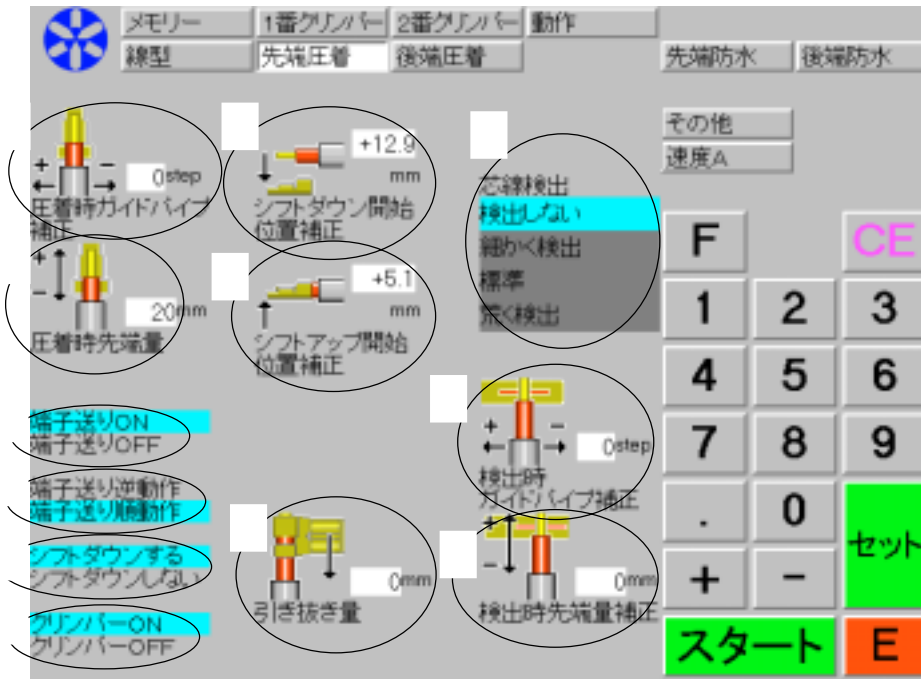 メモリー
1番クリンパー
2番クリンパー
動作
線型
先端圧着
後端圧着
先端防水
後端防水
その他
速度A
+ -
0step
圧着時ガイドパイプ
補正
+12.9
mm
シフトダウン開始
位置補正
芯線検出
検出しない
細かく検出
標準
荒く検出
+
-
20mm
圧着時先端量
+5.1
mm
シフトアップ開始
位置補正
端子送りON
端子送りOFF
端子送り逆動作
端子送り順動作
シフトダウンする
シフトダウンしない
クリンパーON
クリンパーOFF
0mm
引き抜き量
+ -
0step
検出時
ガイドパイプ補正
+
-
0mm
検出時先端量補正
F
CE
1 2 3
4 5 6
7 8 9
. 0
セット
+ -
スタート
E